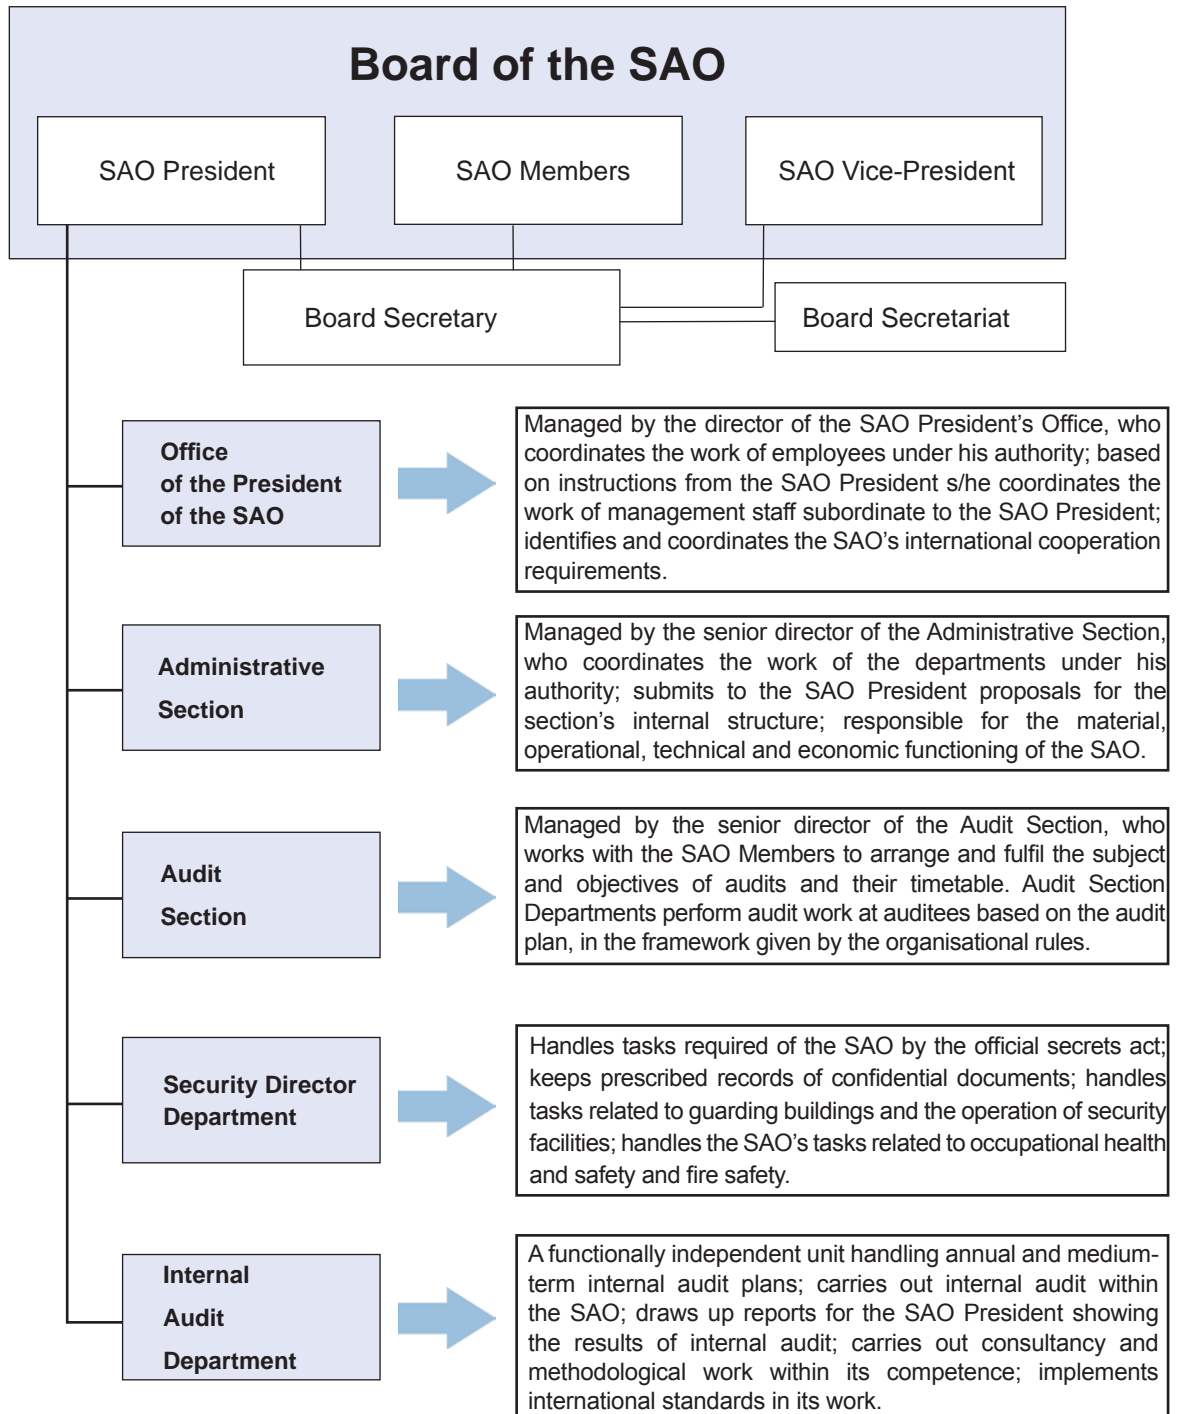 Board of the SAO
SAO President
SAO Members
SAO Vice-President
Board Secretary
Board Secretariat
Office
of the President
of the SAO
Managed by the director of the SAO President’s Office, who
coordinates the work of employees under his authority; based
on instructions from the SAO President s/he coordinates the
work of management staff subordinate to the SAO President;
identifies and coordinates the SAO’s international cooperation
requirements.
Administrative
Section
Managed by the senior director of the Administrative Section,
who coordinates the work of the departments under his
authority; submits to the SAO President proposals for the
section’s internal structure; responsible for the material,
operational, technical and economic functioning of the SAO.
Audit
Section
Managed by the senior director of the Audit Section, who
works with the SAO Members to arrange and fulfil the subject
and objectives of audits and their timetable. Audit Section
Departments perform audit work at auditees based on the audit
plan, in the framework given by the organisational rules.
Security Director
Department
Handles tasks required of the SAO by the official secrets act;
keeps prescribed records of confidential documents; handles
tasks related to guarding buildings and the operation of security
facilities; handles the SAO’s tasks related to occupational health
and safety and fire safety.
Internal
Audit
Department
A functionally independent unit handling annual and medium-
term internal audit plans; carries out internal audit within
the SAO; draws up reports for the SAO President showing
the results of internal audit; carries out consultancy and
methodological work within its competence; implements
international standards in its work.